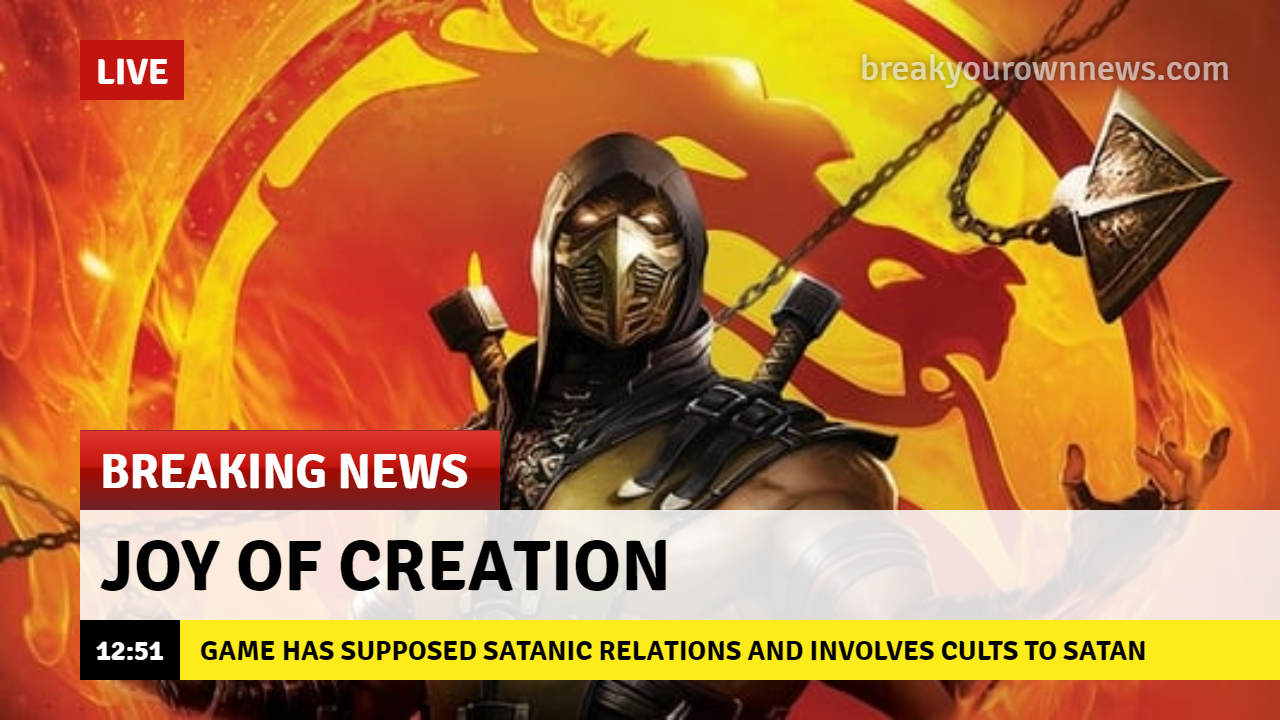 LIVE
breakyourownnews.com
BREAKING NEWS
JOY OF CREATION
12:51
GAME HAS SUPPOSED SATANIC RELATIONS AND INVOLVES CULTS TO SATAN